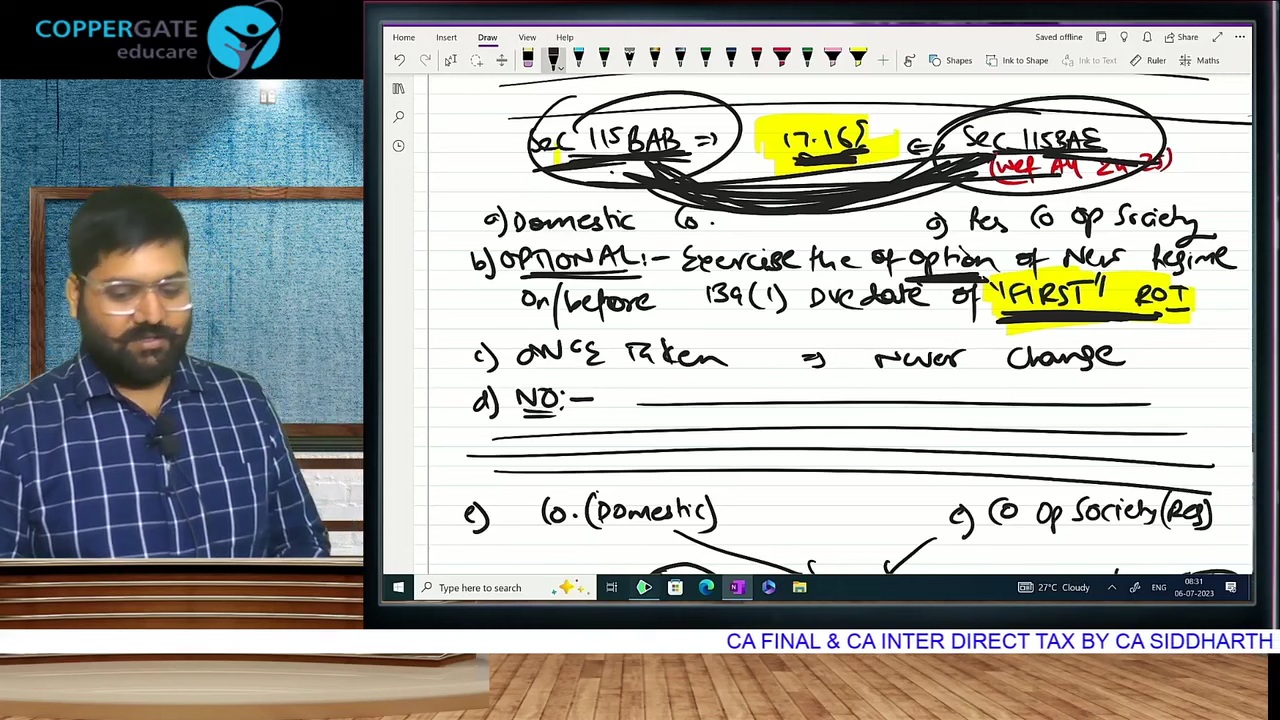 COPPERGATE
educare
Home Insert Draw View Help
Saved offline Share
Shapes Ink to Shape Ink to Text Ruler Maths
Sec 115BAB ⇒ 17.16% ⇐ Sec 115BAE
(wef AY 24-25)
a) Domestic Co. a) Res Co Op Society
b) OPTIONAL:- Exercise the of option of New Regime
on/before 139(1) Due date of "FIRST" ROI
c) ONCE Taken ⇒ Never Change
d) NO:-
e) Co. (Domestic) e) Co Op Society (Res)
Type here to search
27°C Cloudy ENG 08:31
06-07-2023
CA FINAL & CA INTER DIRECT TAX BY CA SIDDHARTH